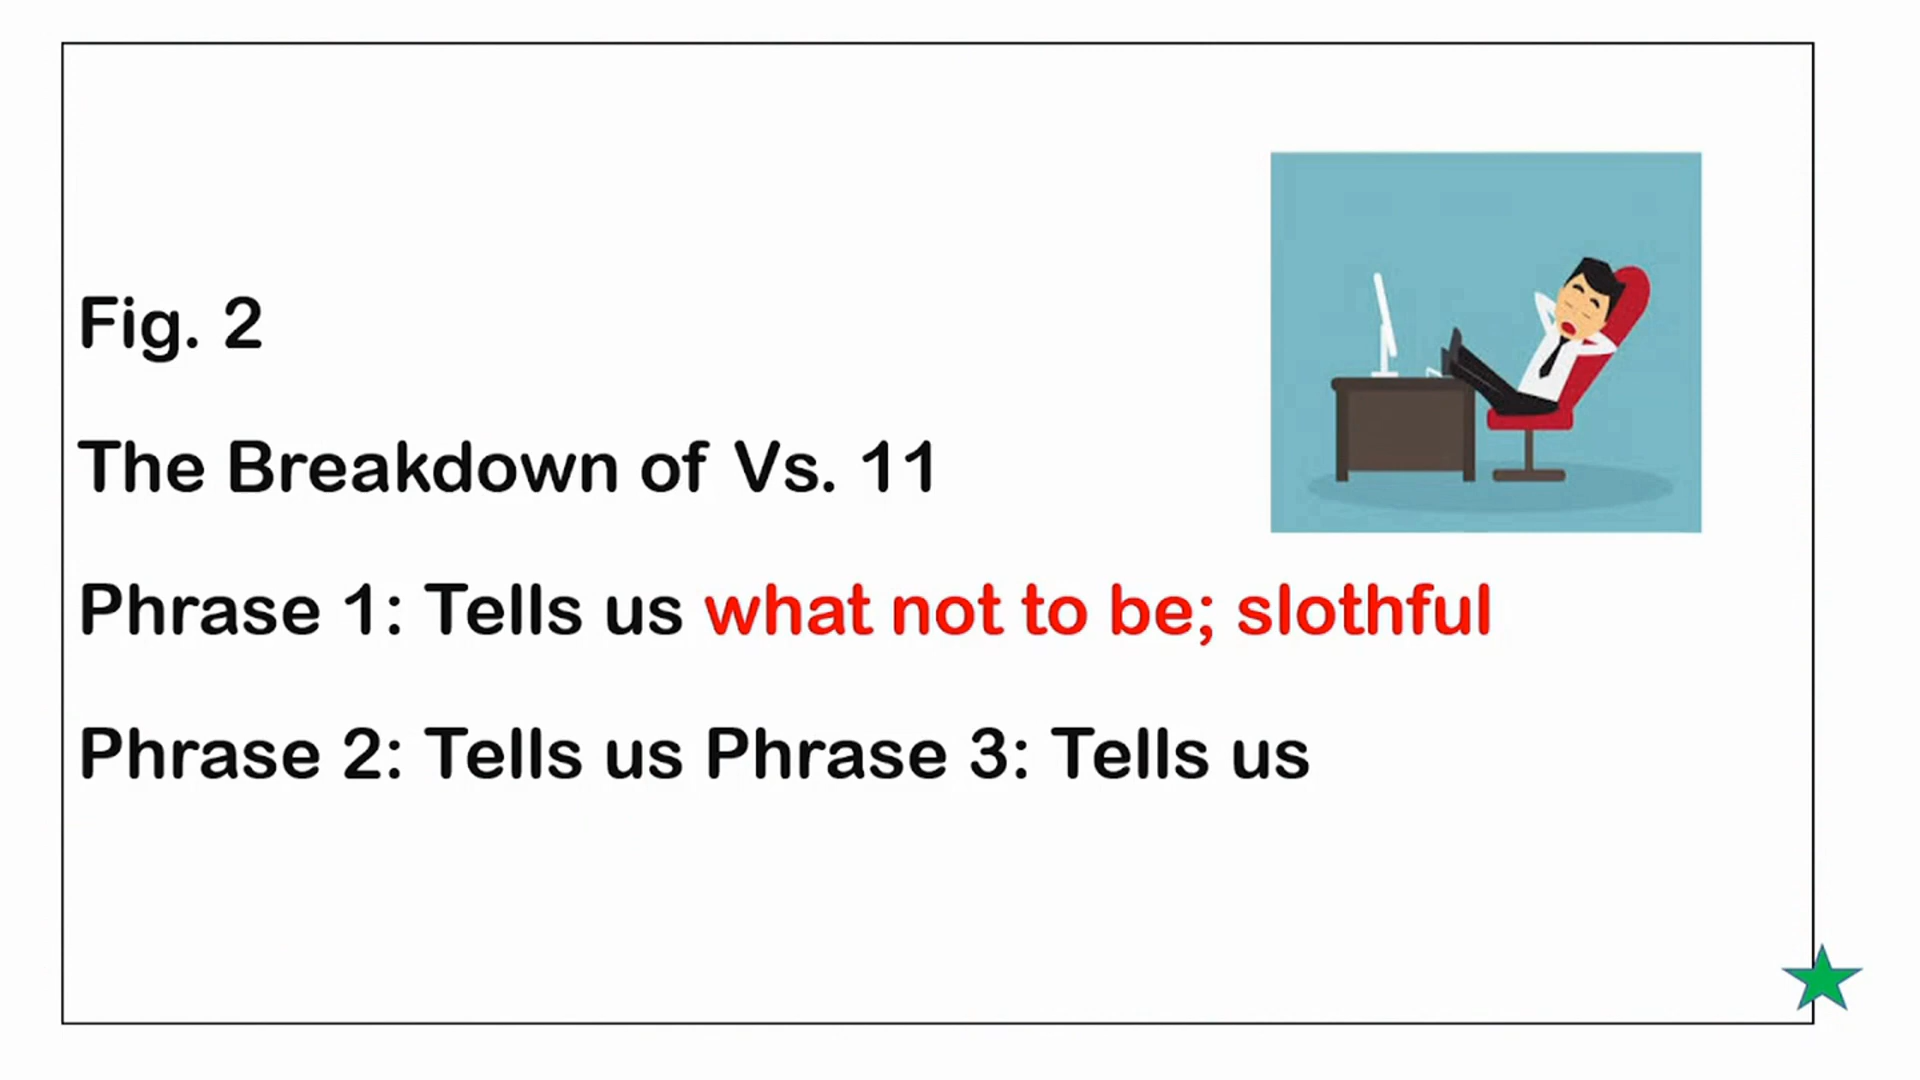 Fig. 2
The Breakdown of Vs. 11
Phrase 1: Tells us what not to be; slothful
Phrase 2: Tells us Phrase 3: Tells us